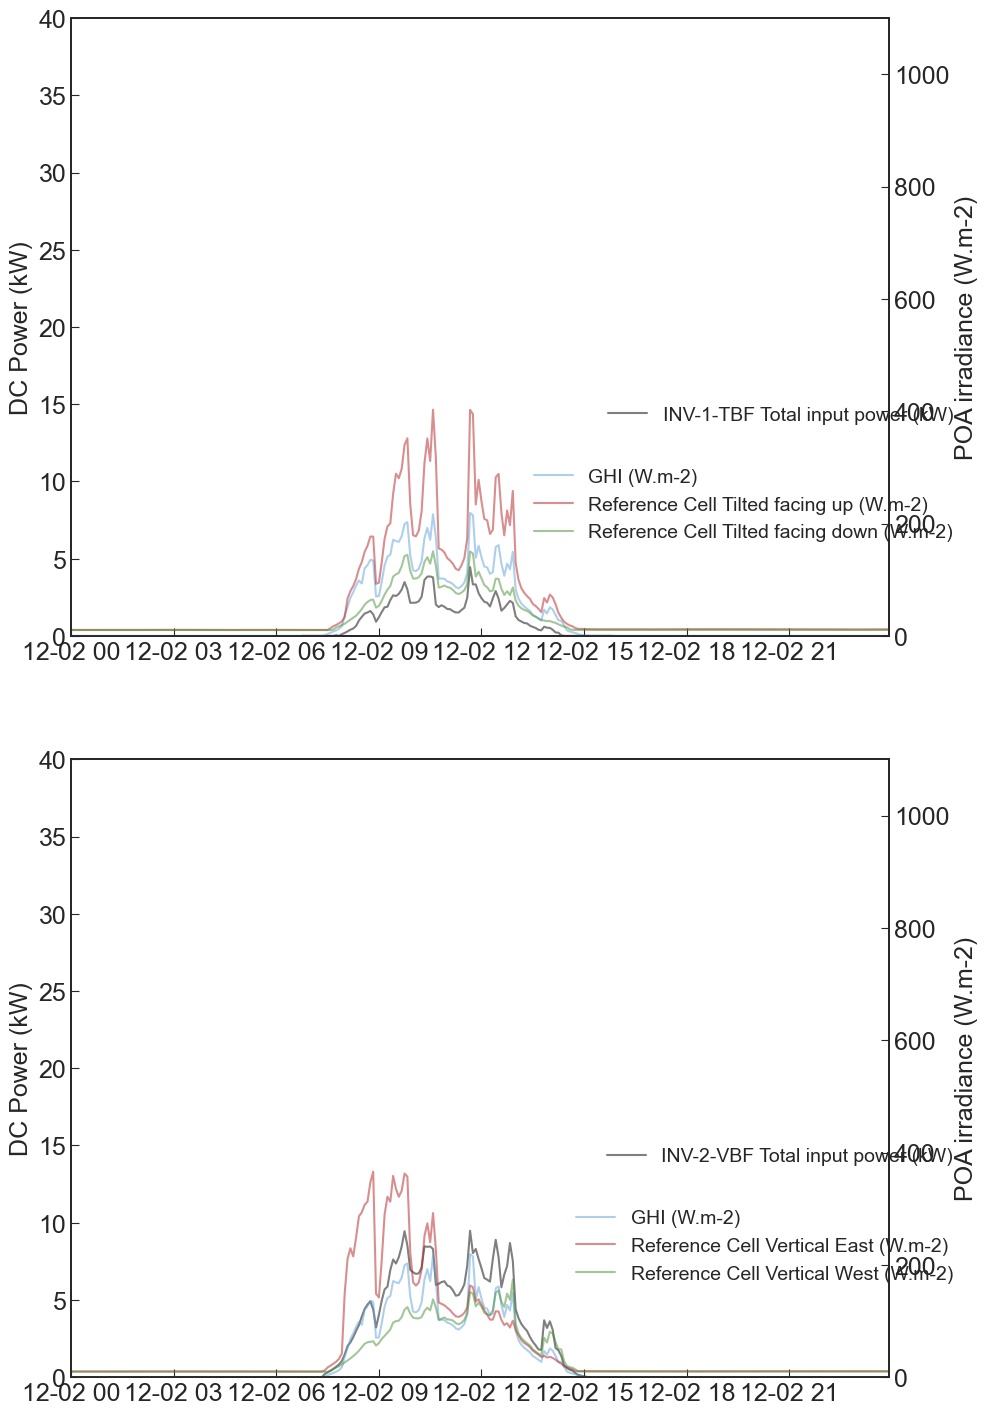 40
35
30
25
20
15
10
5
0
DC Power (kW)
1000
800
600
400
200
0
POA irradiance (W.m-2)
INV-1-TBF Total input power (kW)
GHI (W.m-2)
Reference Cell Tilted facing up (W.m-2)
Reference Cell Tilted facing down (W.m-2)
12-02 00 12-02 03 12-02 06 12-02 09 12-02 12 12-02 15 12-02 18 12-02 21
40
35
30
25
20
15
10
5
0
DC Power (kW)
1000
800
600
400
200
0
POA irradiance (W.m-2)
INV-2-VBF Total input power (kW)
GHI (W.m-2)
Reference Cell Vertical East (W.m-2)
Reference Cell Vertical West (W.m-2)
12-02 00 12-02 03 12-02 06 12-02 09 12-02 12 12-02 15 12-02 18 12-02 21